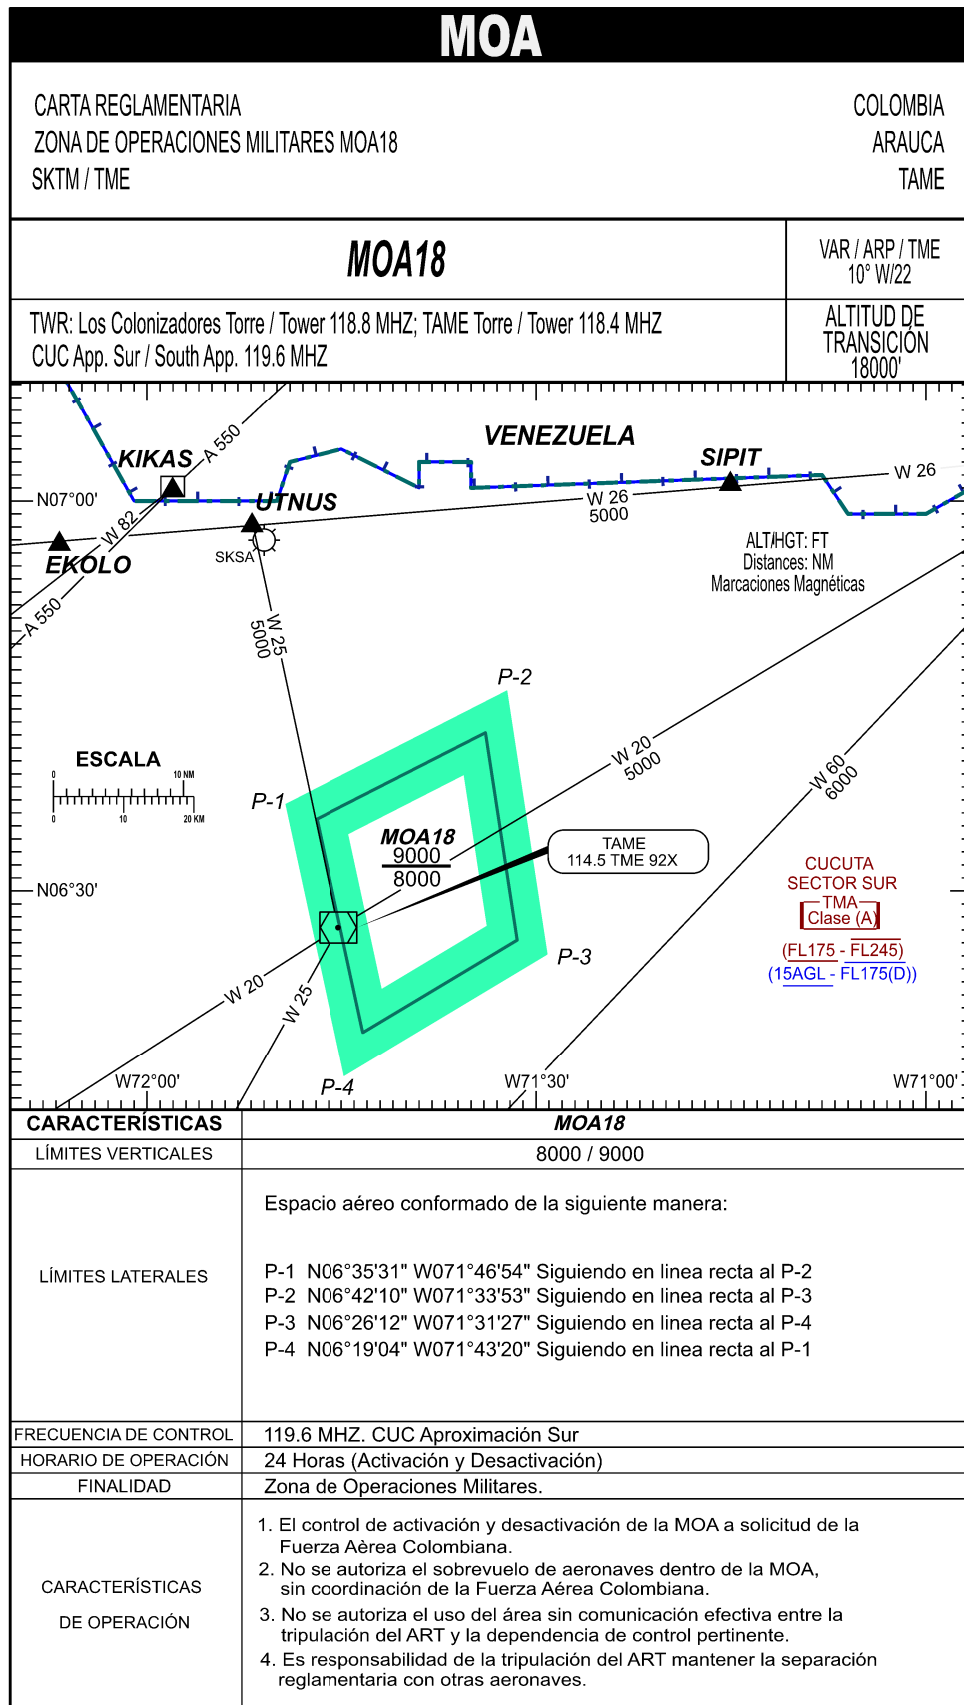 MOA
CARTA REGLAMENTARIA
ZONA DE OPERACIONES MILITARES MOA18
SKTM / TME
COLOMBIA
ARAUCA
TAME
MOA18
VAR / ARP / TME
10° W/22
TWR: Los Colonizadores Torre / Tower 118.8 MHZ; TAME Torre / Tower 118.4 MHZ
CUC App. Sur / South App. 119.6 MHZ
ALTITUD DE
TRANSICIÓN
18000'
VENEZUELA
A 550
KIKAS
SIPIT
W 26
N07°00'
UTNUS
W 26
5000
W 82
EKOLO
SKSA
ALT/HGT: FT
Distances: NM
Marcaciones Magnéticas
A 550
W 25
5000
P-2
W 20
5000
W 60
6000
ESCALA
0
10 NM
0
10
20 KM
P-1
MOA18
9000
8000
TAME
114.5 TME 92X
N06°30'
CUCUTA
SECTOR SUR
TMA
Clase (A)
(FL175 - FL245)
(15AGL - FL175(D))
P-3
W 20
W 25
P-4
W72°00'
W71°30'
W71°00'
CARACTERÍSTICAS
MOA18
LÍMITES VERTICALES
8000 / 9000
LÍMITES LATERALES
Espacio aéreo conformado de la siguiente manera:
P-1 N06°35'31" W071°46'54" Siguiendo en linea recta al P-2
P-2 N06°42'10" W071°33'53" Siguiendo en linea recta al P-3
P-3 N06°26'12" W071°31'27" Siguiendo en linea recta al P-4
P-4 N06°19'04" W071°43'20" Siguiendo en linea recta al P-1
FRECUENCIA DE CONTROL
119.6 MHZ. CUC Aproximación Sur
HORARIO DE OPERACIÓN
24 Horas (Activación y Desactivación)
FINALIDAD
Zona de Operaciones Militares.
CARACTERÍSTICAS
DE OPERACIÓN
1. El control de activación y desactivación de la MOA a solicitud de la
Fuerza Aèrea Colombiana.
2. No se autoriza el sobrevuelo de aeronaves dentro de la MOA,
sin coordinación de la Fuerza Aérea Colombiana.
3. No se autoriza el uso del área sin comunicación efectiva entre la
tripulación del ART y la dependencia de control pertinente.
4. Es responsabilidad de la tripulación del ART mantener la separación
reglamentaria con otras aeronaves.